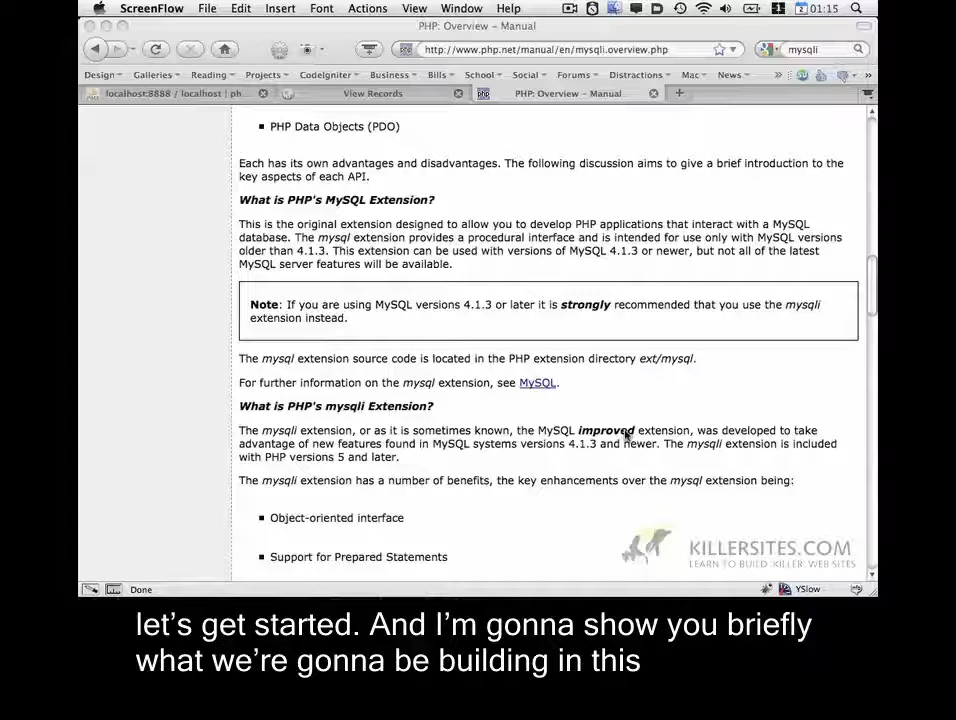 ScreenFlow File Edit Insert Font Actions View Window Help 01:15
PHP: Overview - Manual
http://www.php.net/manual/en/mysqli.overview.php mysqli
Design Galleries Reading Projects CodeIgniter Business Bills School Social Forums Distractions Mac News »
localhost:8888 / localhost | ph... View Records PHP: Overview - Manual
PHP Data Objects (PDO)
Each has its own advantages and disadvantages. The following discussion aims to give a brief introduction to the
key aspects of each API.
What is PHP's MySQL Extension?
This is the original extension designed to allow you to develop PHP applications that interact with a MySQL
database. The mysql extension provides a procedural interface and is intended for use only with MySQL versions
older than 4.1.3. This extension can be used with versions of MySQL 4.1.3 or newer, but not all of the latest
MySQL server features will be available.
Note: If you are using MySQL versions 4.1.3 or later it is strongly recommended that you use the mysqli
extension instead.
The mysql extension source code is located in the PHP extension directory ext/mysql.
For further information on the mysql extension, see MySQL.
What is PHP's mysqli Extension?
The mysqli extension, or as it is sometimes known, the MySQL improved extension, was developed to take
advantage of new features found in MySQL systems versions 4.1.3 and newer. The mysqli extension is included
with PHP versions 5 and later.
The mysqli extension has a number of benefits, the key enhancements over the mysql extension being:
Object-oriented interface
Support for Prepared Statements
KILLERSITES.COM
LEARN TO BUILD KILLER WEB SITES
Done YSlow
let's get started. And I'm gonna show you briefly
what we're gonna be building in this